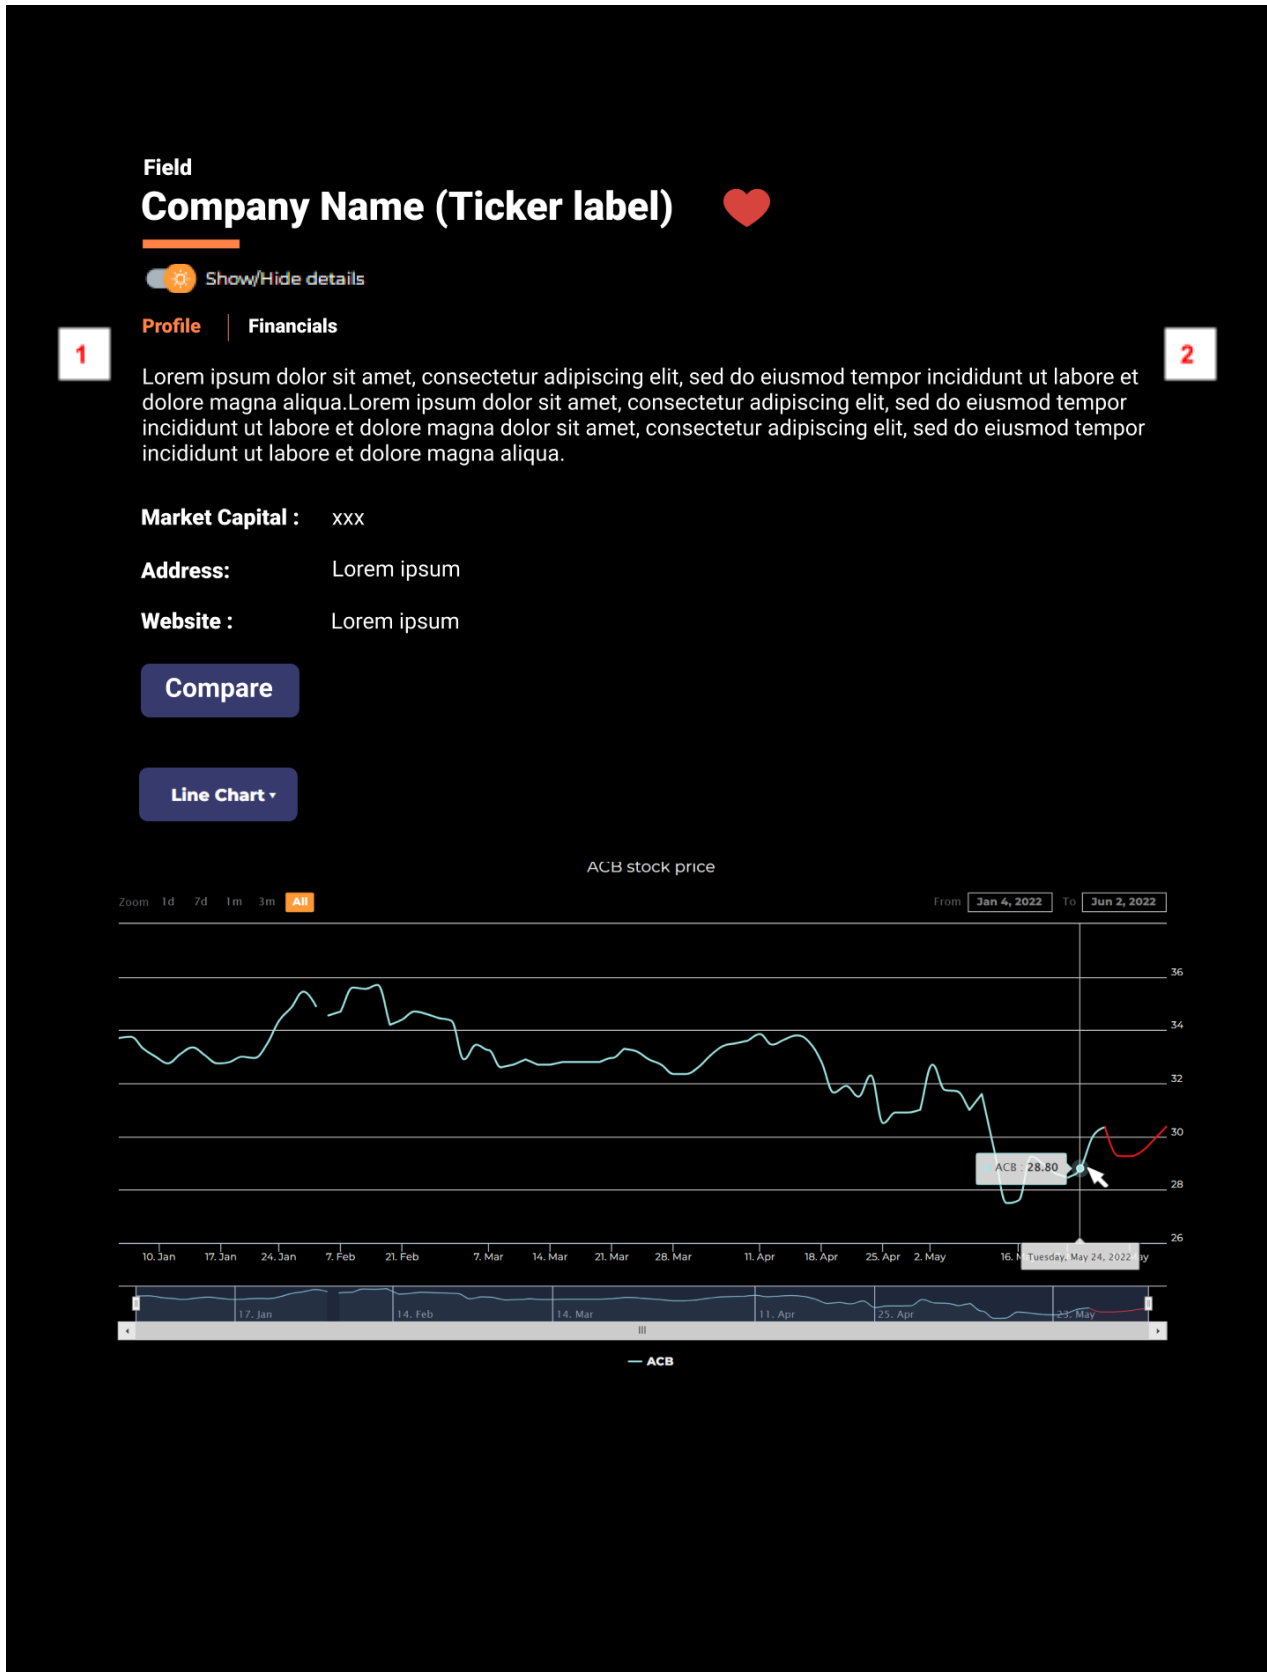 Field
Company Name (Ticker label)
Show/Hide details
Profile
Financials
1
2
Lorem ipsum dolor sit amet, consectetur adipiscing elit, sed do eiusmod tempor incididunt ut labore et
dolore magna aliqua.Lorem ipsum dolor sit amet, consectetur adipiscing elit, sed do eiusmod tempor
incididunt ut labore et dolore magna dolor sit amet, consectetur adipiscing elit, sed do eiusmod tempor
incididunt ut labore et dolore magna aliqua.
Market Capital : xxx
Address: Lorem ipsum
Website : Lorem ipsum
Compare
Line Chart
ACB stock price
Zoom 1d 7d 1m 3m All
From Jan 4, 2022 To Jun 2, 2022
36
34
32
30
ACB : 28.80
28
26
10. Jan 17. Jan 24. Jan 7. Feb 21. Feb 7. Mar 14. Mar 21. Mar 28. Mar 11. Apr 18. Apr 25. Apr 2. May 16.
Tuesday, May 24, 2022
17. Jan 14. Feb 14. Mar 11. Apr 25. Apr 23. May
ACB